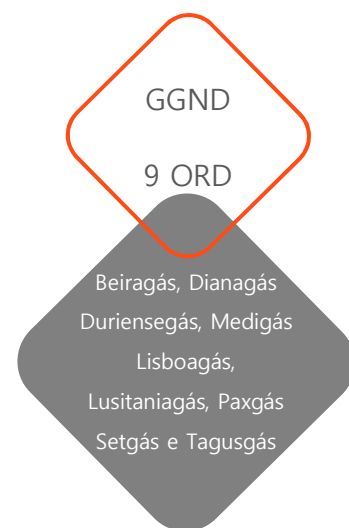 GGND
9 ORD
Beiragás, Dianagás
Duriensegás, Medigás
Lisboagás,
Lusitaniagás, Paxgás
Setgás e Tagusgás